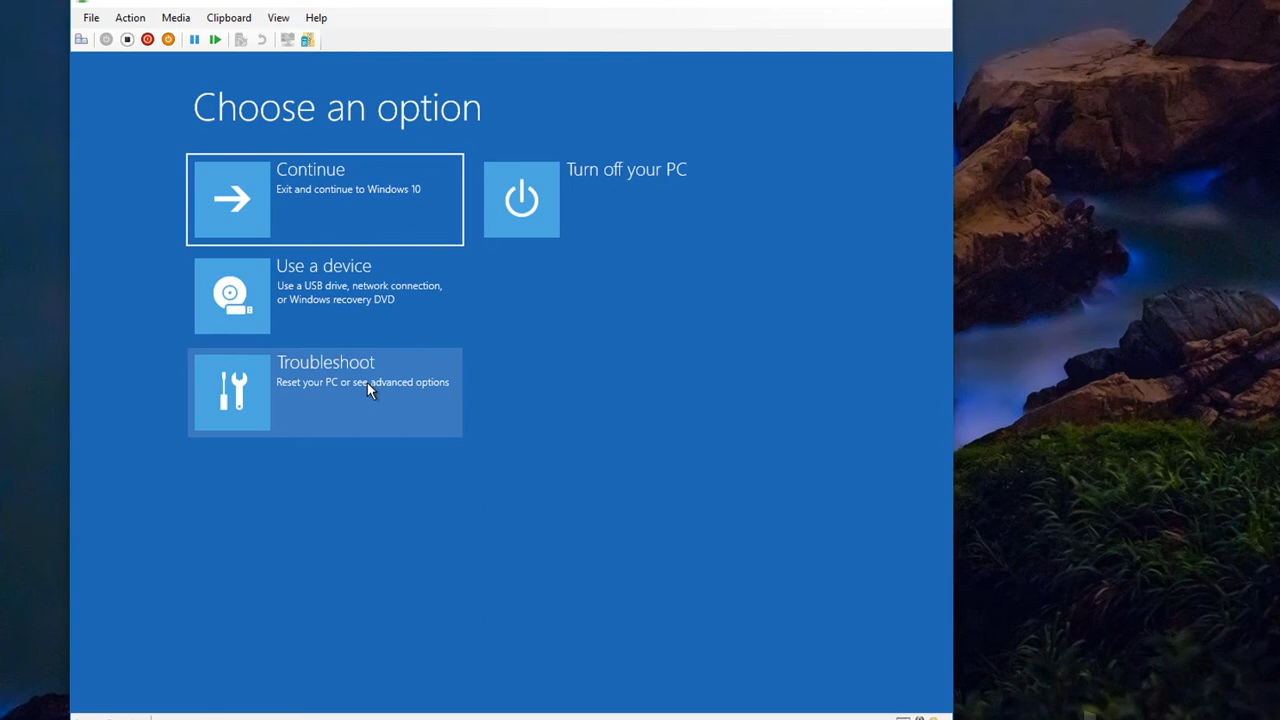 File Action Media Clipboard View Help
Choose an option
Continue
Exit and continue to Windows 10
Turn off your PC
Use a device
Use a USB drive, network connection,
or Windows recovery DVD
Troubleshoot
Reset your PC or see advanced options